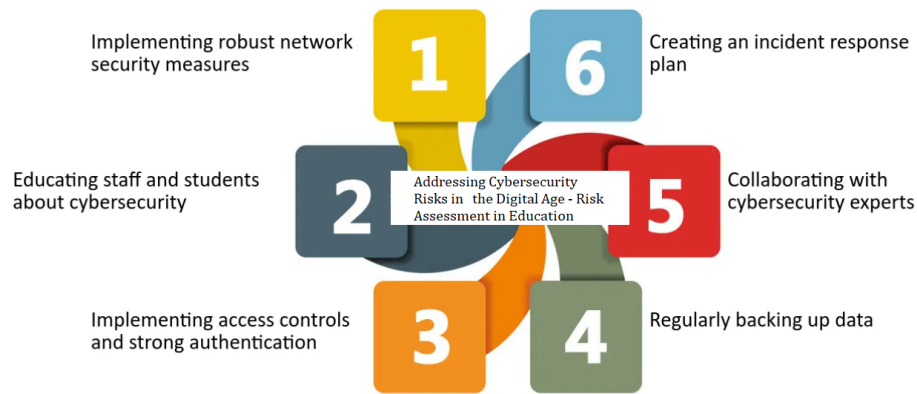 Addressing Cybersecurity
Risks in the Digital Age - Risk
Assessment in Education
1
Implementing robust network
security measures
2
Educating staff and students
about cybersecurity
3
Implementing access controls
and strong authentication
4
Regularly backing up data
5
Collaborating with
cybersecurity experts
6
Creating an incident response
plan